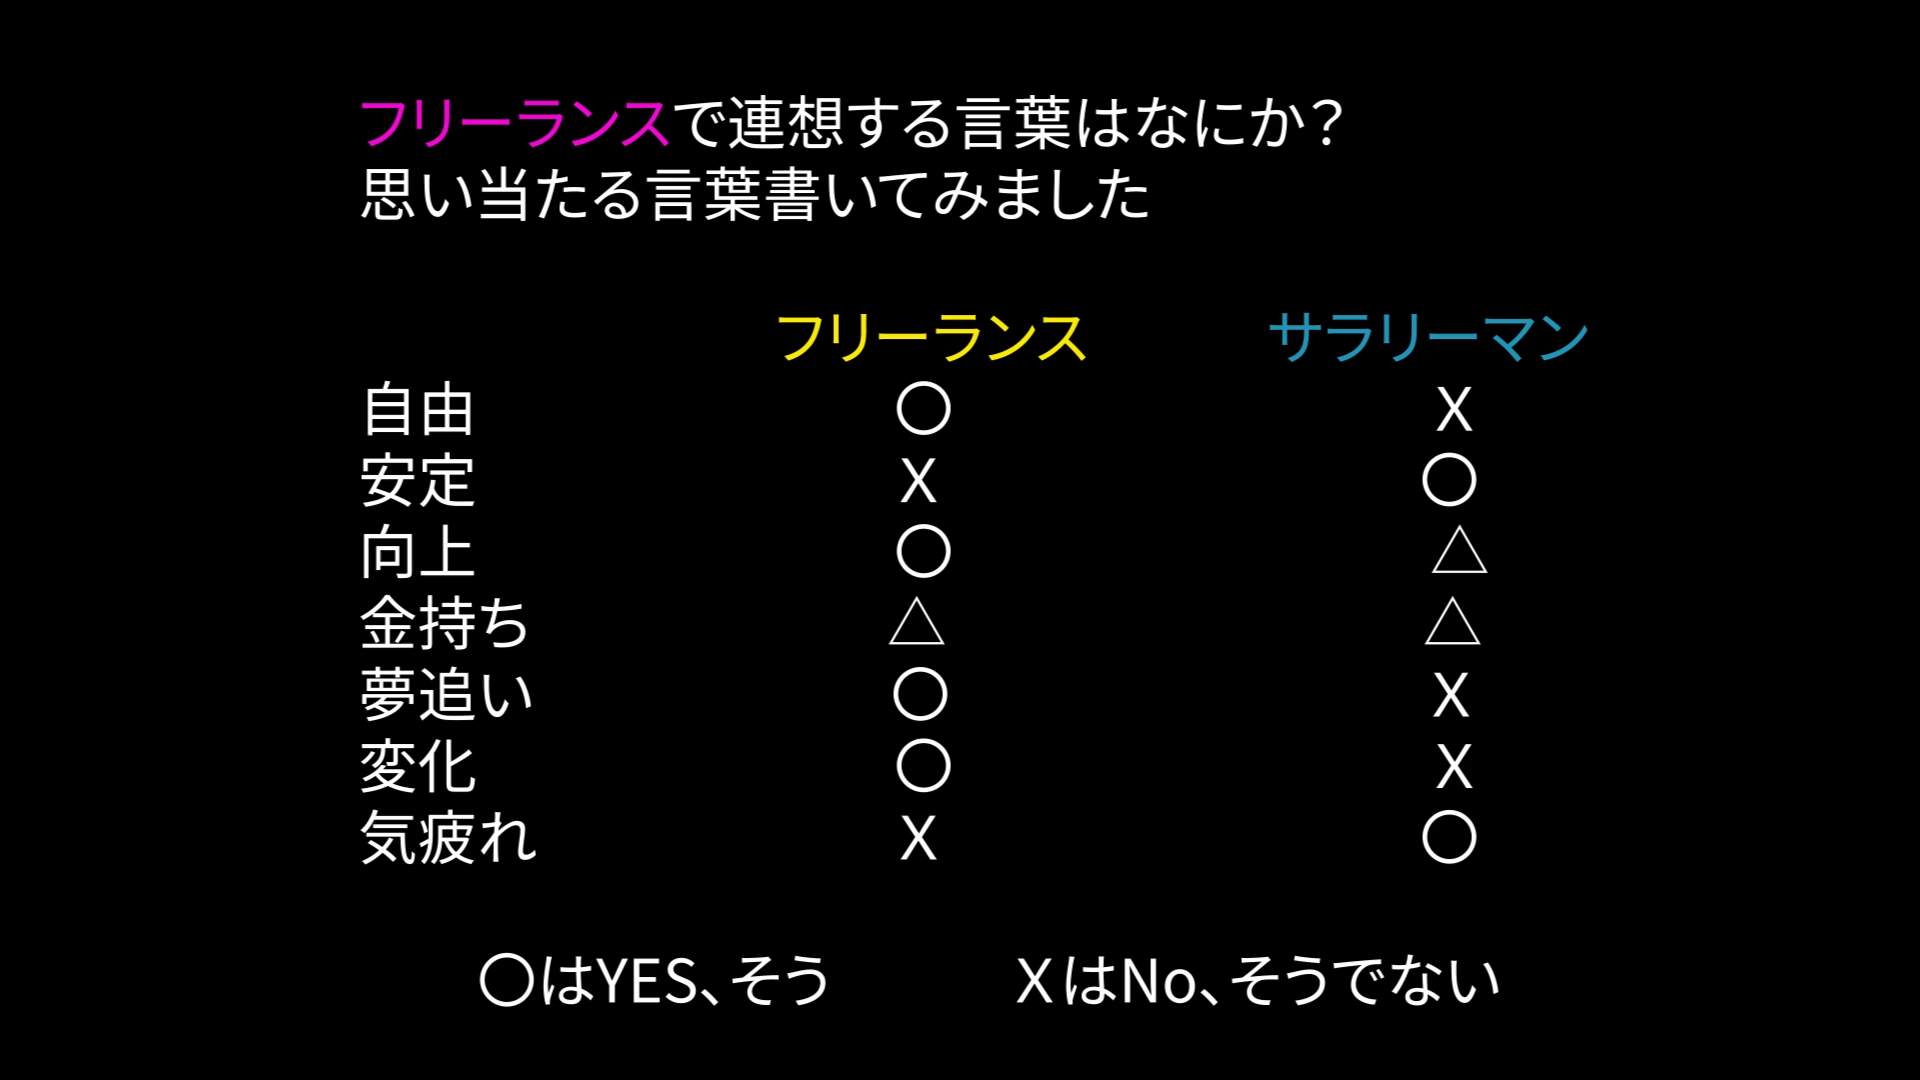 フリーランスで連想する言葉はなにか？
思い当たる言葉書いてみました
フリーランス サラリーマン
自由 〇 X
安定 X 〇
向上 〇 △
金持ち △ △
夢追い 〇 X
変化 〇 X
気疲れ X 〇
〇はYES、そう XはNo、そうでない